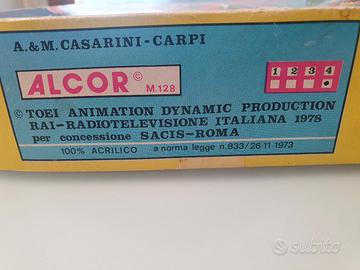 A.&M. CASARINI - CARPI
ALCOR © M.128
1 2 3 4
© TOEI ANIMATION DYNAMIC PRODUCTION
RAI-RADIOTELEVISIONE ITALIANA 1978
per concessione SACIS-ROMA
100% ACRILICO a norma legge n.833/26-11-1973
subito